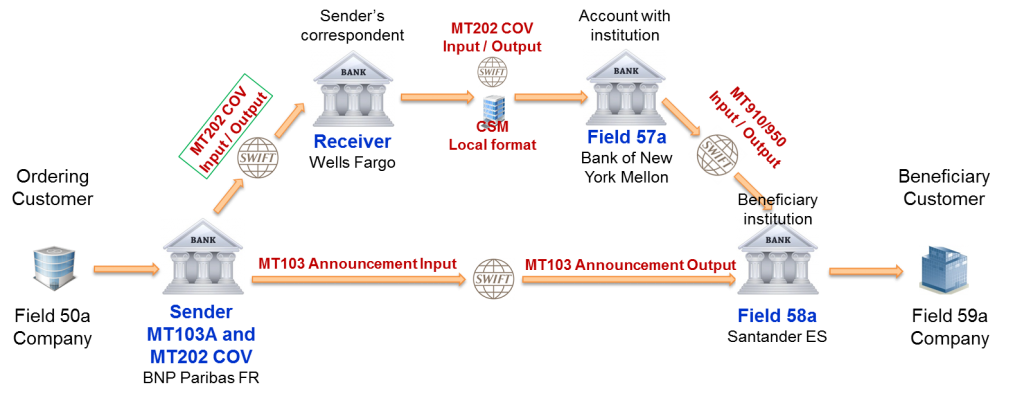 Sender's
correspondent
MT202 COV
Input / Output
Account with
institution
BANK
SWIFT
BANK
MT202 COV
Input / Output
SWIFT
Receiver
Wells Fargo
CSM
Local format
Field 57a
Bank of New
York Mellon
MT910/950
Input / Output
SWIFT
Ordering
Customer
Beneficiary
institution
Beneficiary
Customer
BANK
BANK
MT103 Announcement Input
SWIFT
MT103 Announcement Output
Field 50a
Company
Sender
MT103A and
MT202 COV
BNP Paribas FR
Field 58a
Santander ES
Field 59a
Company